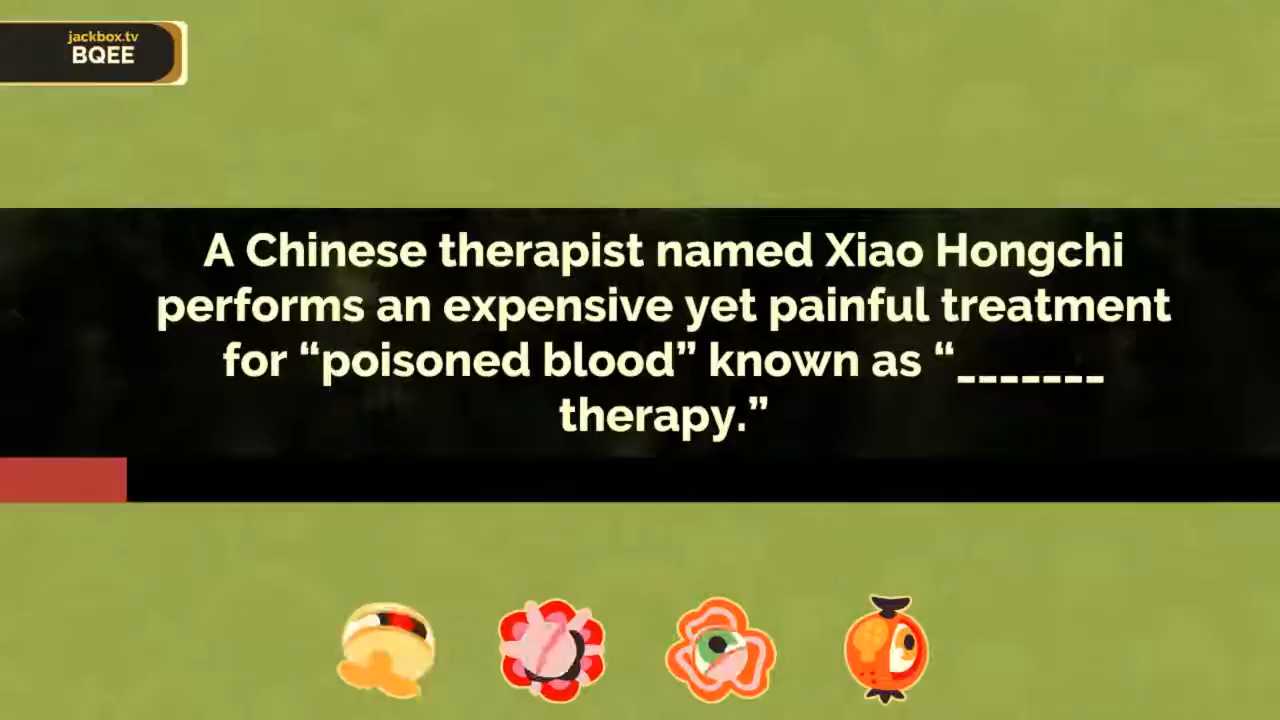 jackbox.tv
BQEE
A Chinese therapist named Xiao Hongchi
performs an expensive yet painful treatment
for “poisoned blood” known as “_______
therapy.”